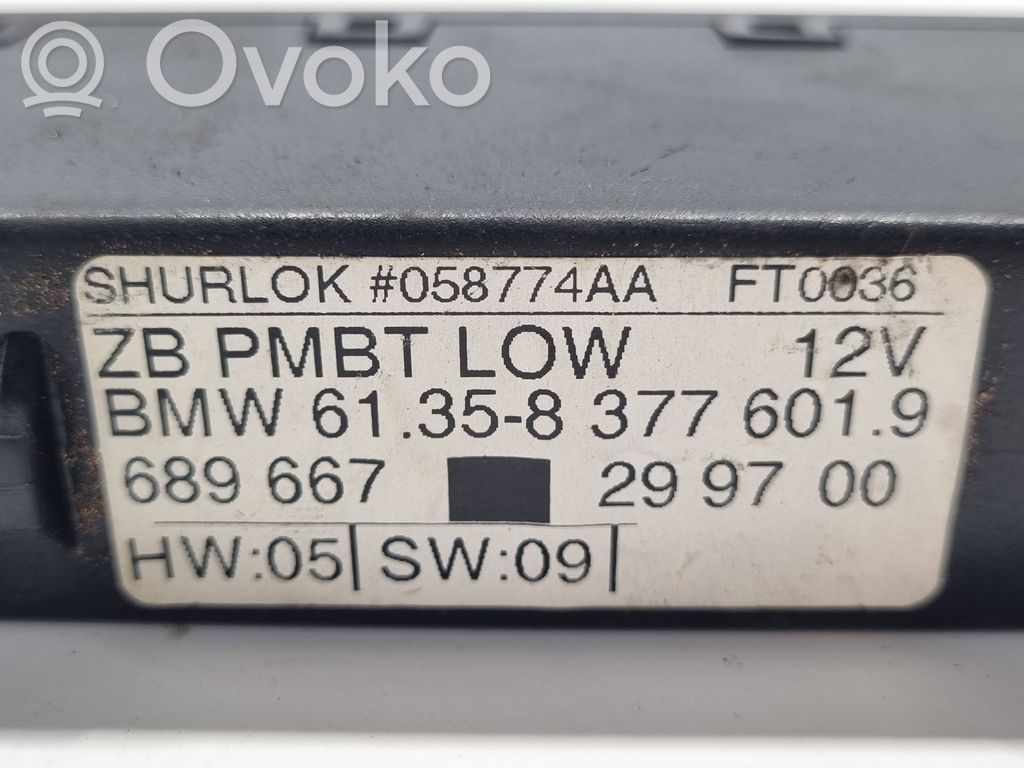 Ovoko
SHURLOK #058774AA FT0036
ZB PMBT LOW 12V
BMW 61.35-8 377 601.9
689 667 29 97 00
HW:05| SW:09|